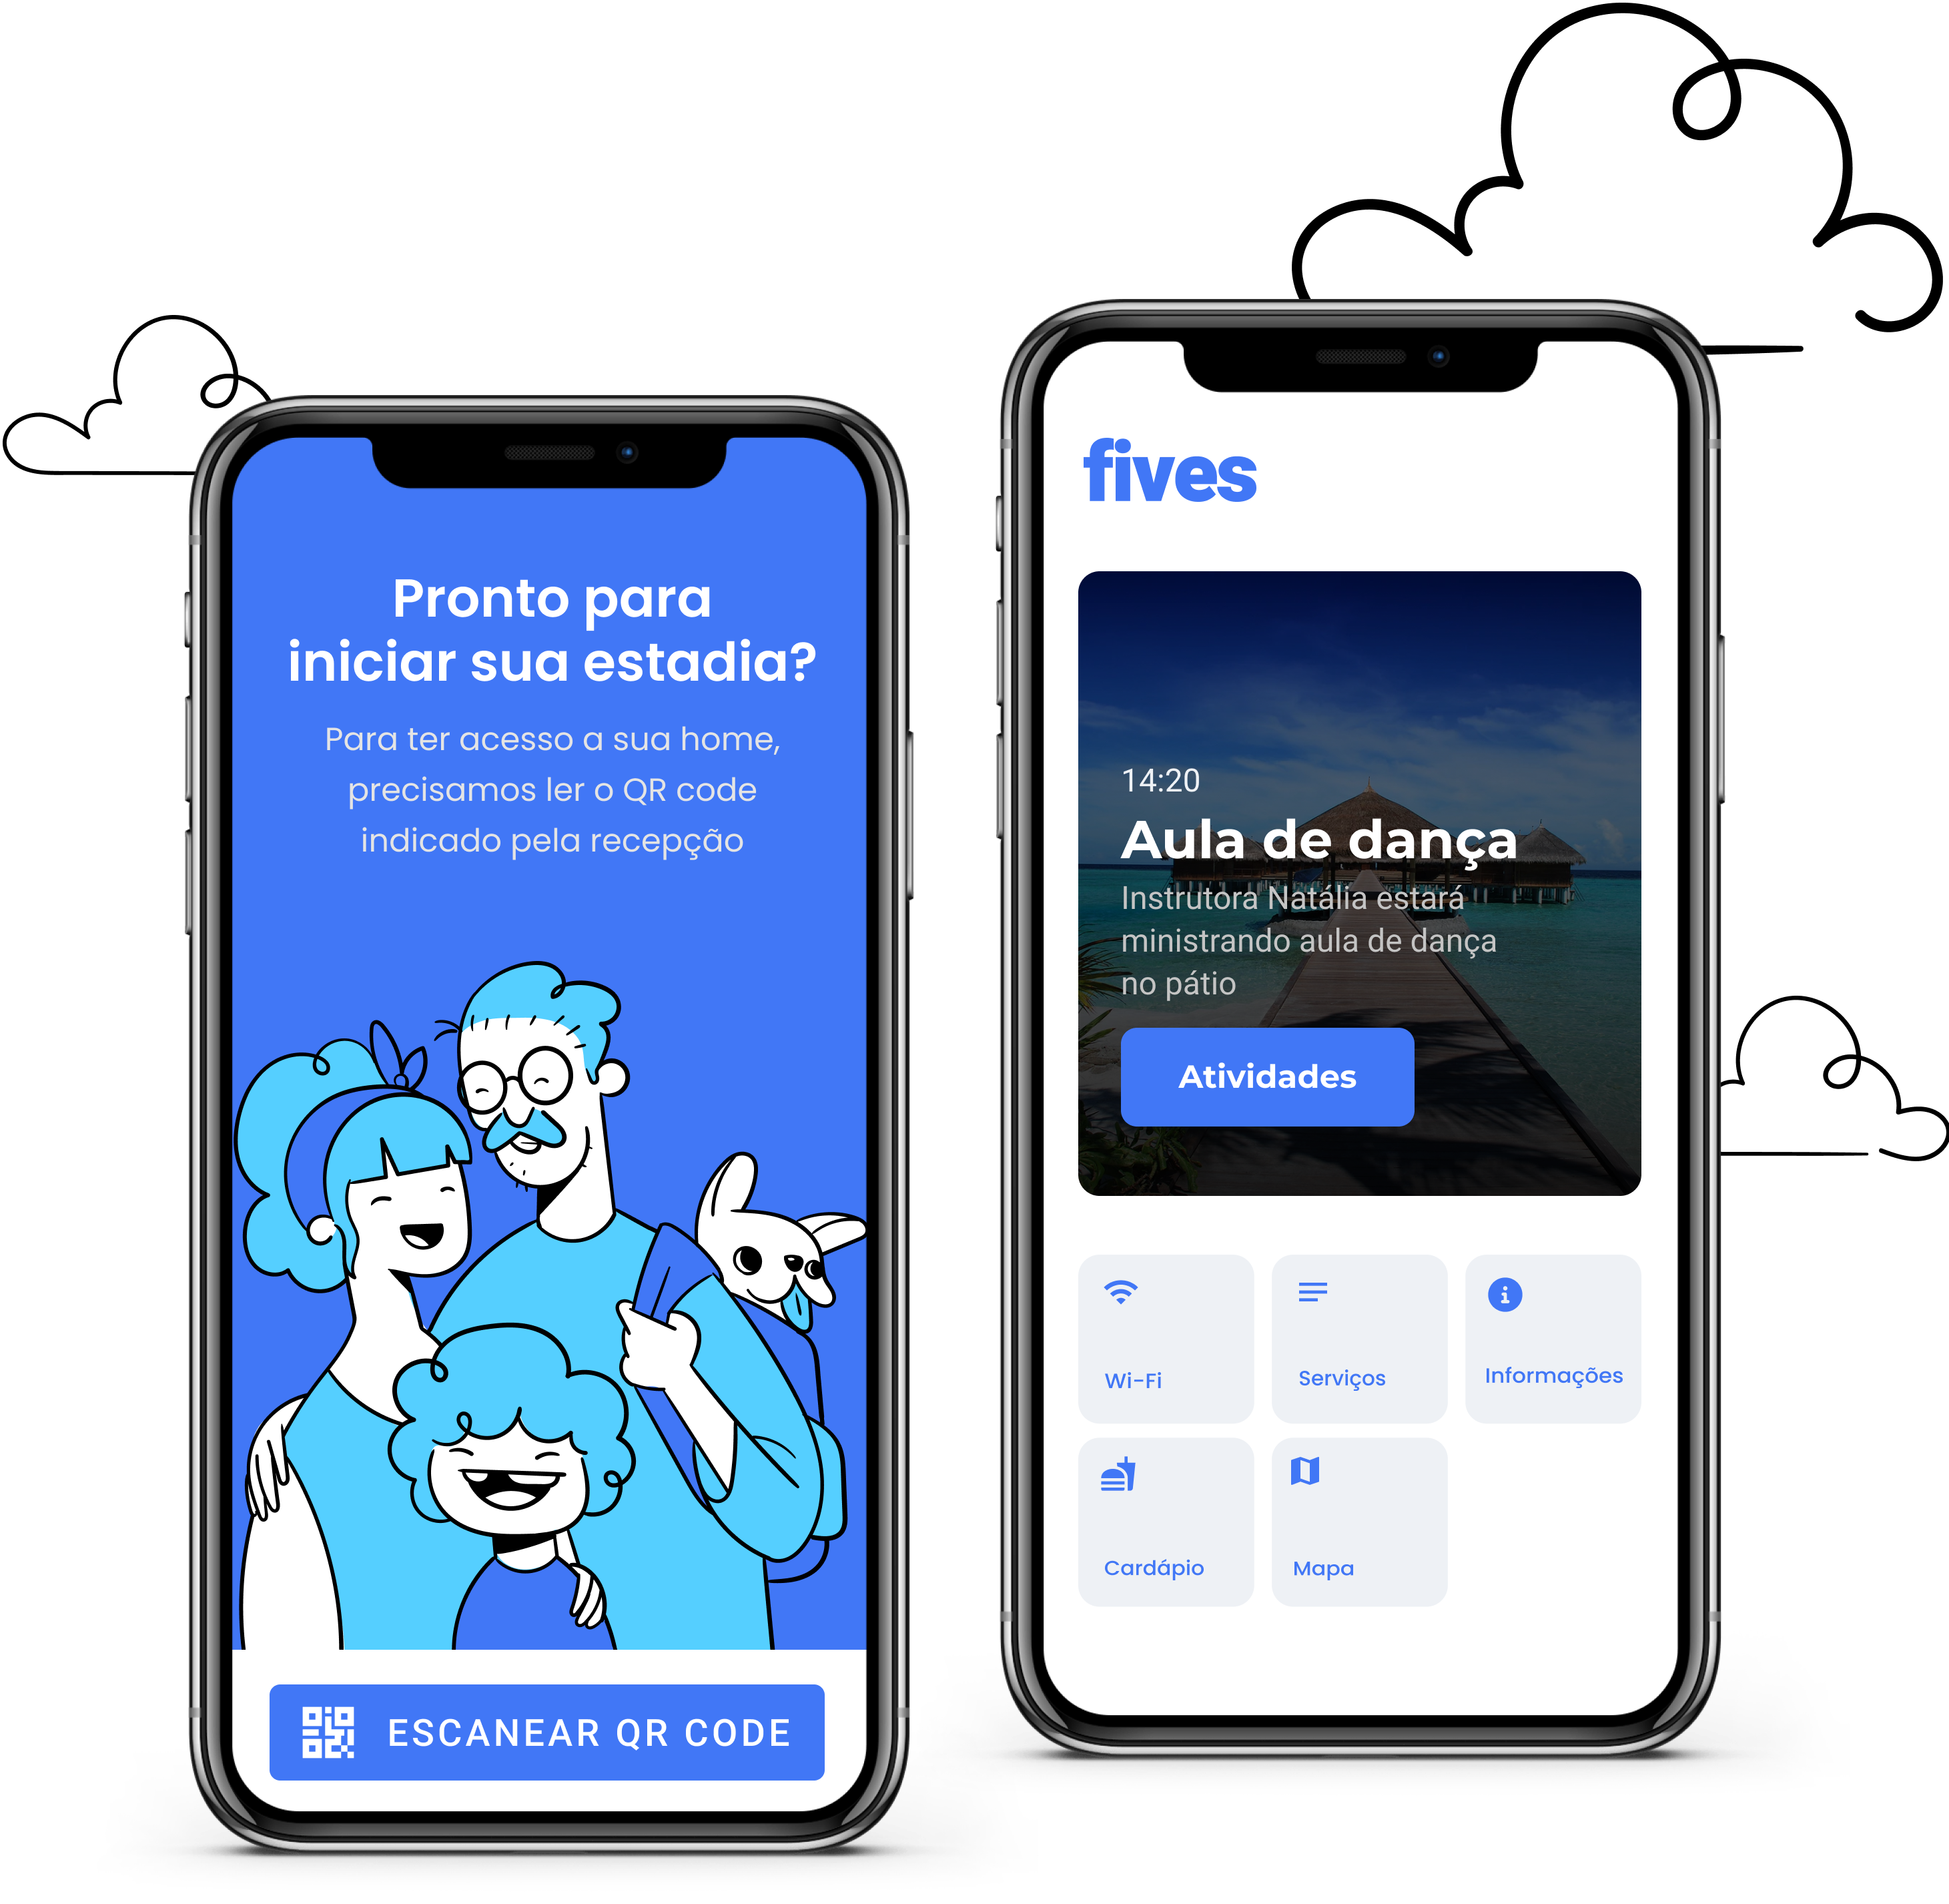 Pronto para
iniciar sua estadia?
Para ter acesso a sua home,
precisamos ler o QR code
indicado pela recepção
ESCANEAR QR CODE
fives
14:20
Aula de dança
Instrutora Natália estará
ministrando aula de dança
no pátio
Atividades
Wi-Fi
Serviços
Informações
Cardápio
Mapa